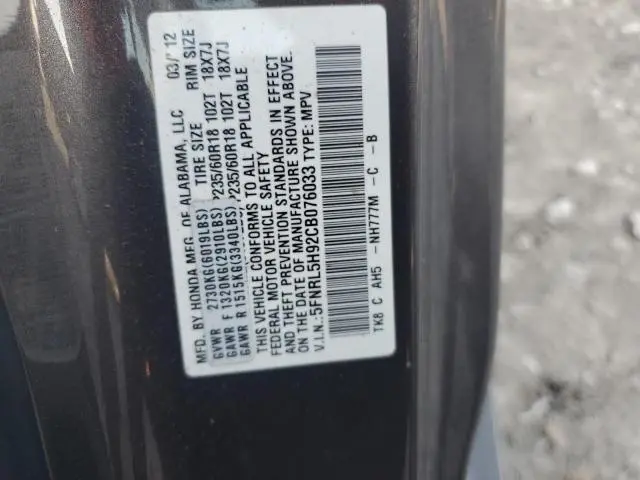 MFD. BY HONDA MFG. OF ALABAMA, LLC 03/'12
TIRE SIZE RIM SIZE
GVWR 2730KG(6019LBS)
GAWR F 1320KG(2910LBS) P235/60R18 102T 18X7J
GAWR R 1515KG(3340LBS) P235/60R18 102T 18X7J
THIS VEHICLE CONFORMS TO ALL APPLICABLE
FEDERAL MOTOR VEHICLE SAFETY
AND THEFT PREVENTION STANDARDS IN EFFECT
ON THE DATE OF MANUFACTURE SHOWN ABOVE.
V.I.N.: 5FNRL5H92CB076033 TYPE: MPV
TK8 C AH5 -NH777M -C -B